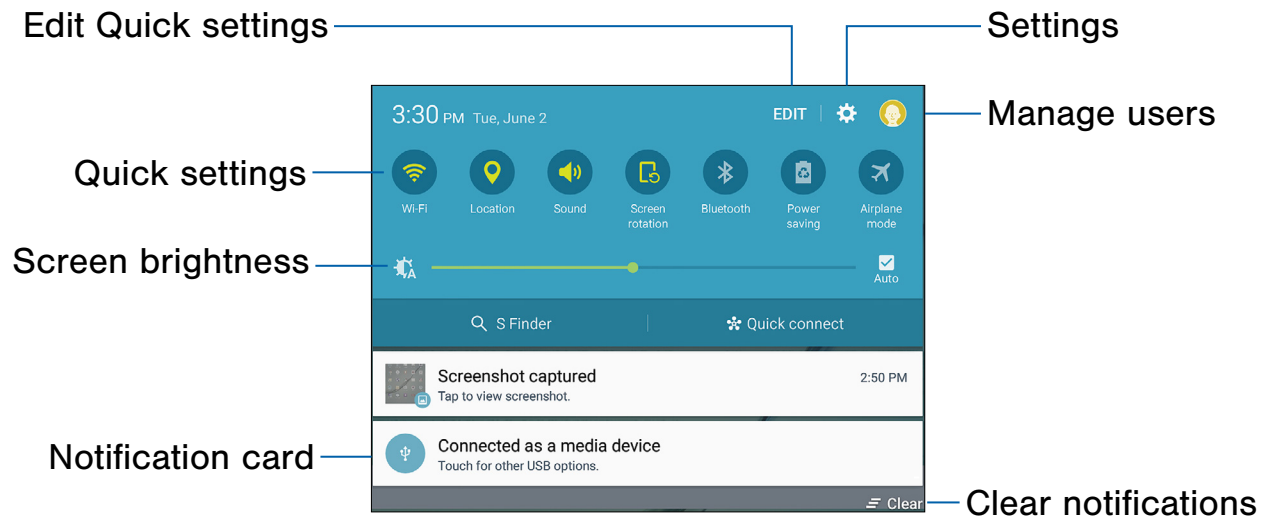 Edit Quick settings
Settings
3:30 PM Tue, June 2
EDIT
Manage users
Quick settings
Wi-Fi
Location
Sound
Screen
rotation
Bluetooth
Power
saving
Airplane
mode
Screen brightness
A
Auto
S Finder
Quick connect
Screenshot captured
2:50 PM
Tap to view screenshot.
Notification card
Connected as a media device
Touch for other USB options.
Clear
Clear notifications